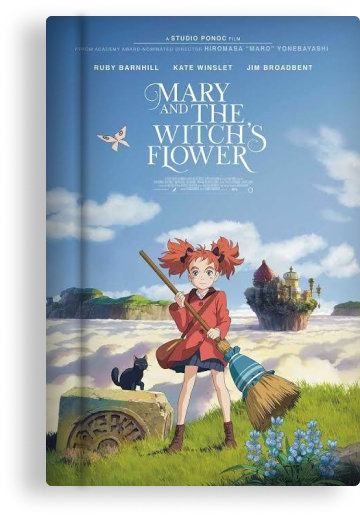 A STUDIO PONOC FILM
FROM ACADEMY AWARD-NOMINATED DIRECTOR HIROMASA "MARO" YONEBAYASHI
RUBY BARNHILL KATE WINSLET JIM BROADBENT
MARY
AND THE
WITCH'S
FLOWER